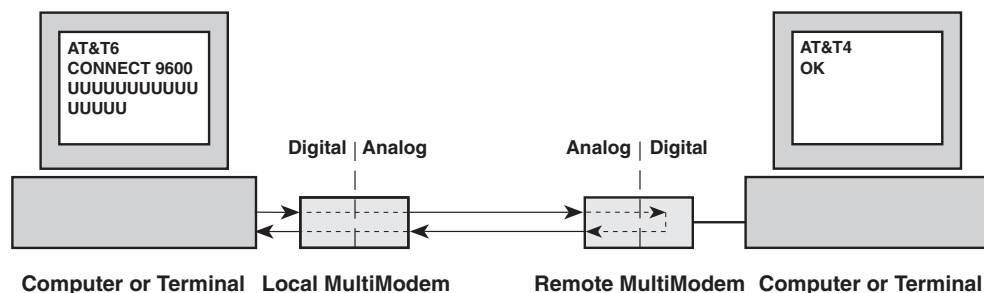 AT&T6
CONNECT 9600
UUUUUUUUUUU
UUUUU
AT&T4
OK
Digital Analog
Analog Digital
Computer or Terminal
Local MultiModem
Remote MultiModem
Computer or Terminal